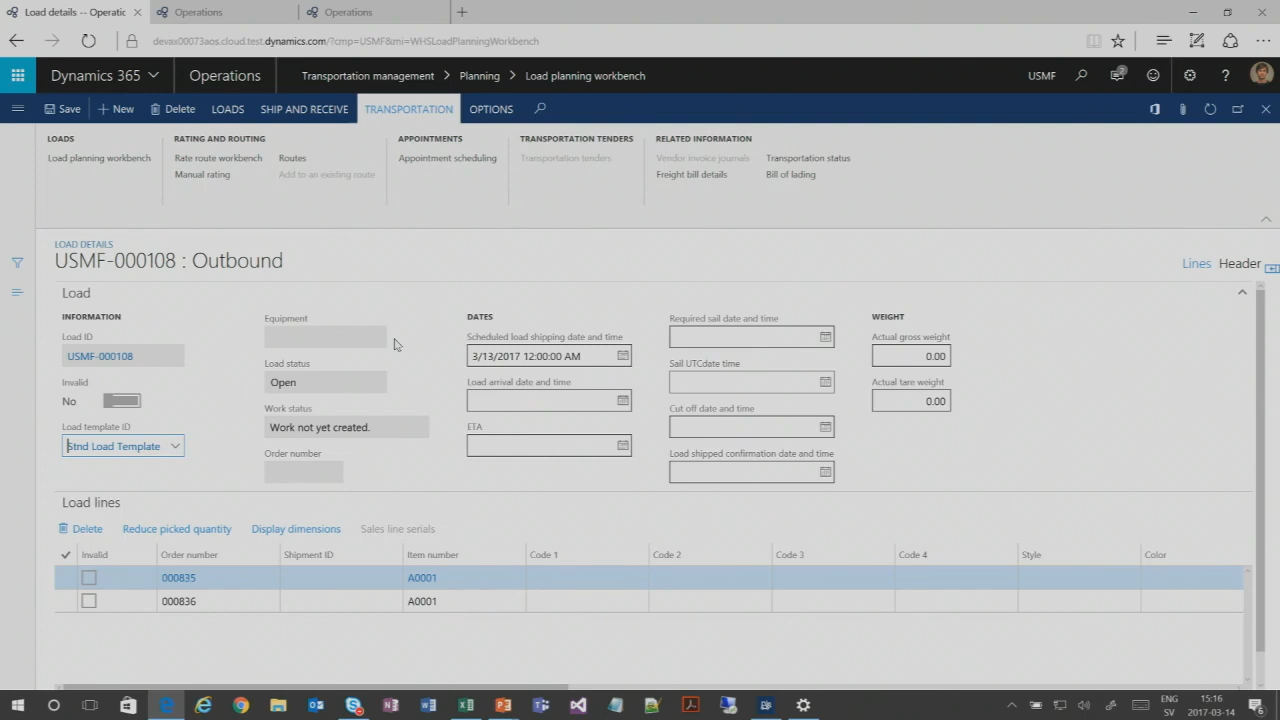 Load details -- Operatic
Operations
Operations
devax00073aos.cloud.test.dynamics.com/?cmp=USMF&mi=WHSLoadPlanningWorkbench
Dynamics 365
Operations
Transportation management > Planning > Load planning workbench
USMF
2
?
Save
+ New
Delete
LOADS
SHIP AND RECEIVE
TRANSPORTATION
OPTIONS
LOADS
Load planning workbench
RATING AND ROUTING
Rate route workbench
Manual rating
Routes
Add to an existing route
APPOINTMENTS
Appointment scheduling
TRANSPORTATION TENDERS
Transportation tenders
RELATED INFORMATION
Vendor invoice journals
Freight bill details
Transportation status
Bill of lading
LOAD DETAILS
USMF-000108 : Outbound
Lines
Header
Load
INFORMATION
Load ID
USMF-000108
Invalid
No
Load template ID
Stnd Load Template
Equipment
Load status
Open
Work status
Work not yet created.
Order number
DATES
Scheduled load shipping date and time
3/13/2017 12:00:00 AM
Load arrival date and time
ETA
Required sail date and time
Sail UTCdate time
Cut off date and time
Load shipped confirmation date and time
WEIGHT
Actual gross weight
0.00
Actual tare weight
0.00
Load lines
Delete
Reduce picked quantity
Display dimensions
Sales line serials
Invalid
Order number
Shipment ID
Item number
Code 1
Code 2
Code 3
Code 4
Style
Color
000835
A0001
000836
A0001
ENG
SV
15:16
2017-03-14
6